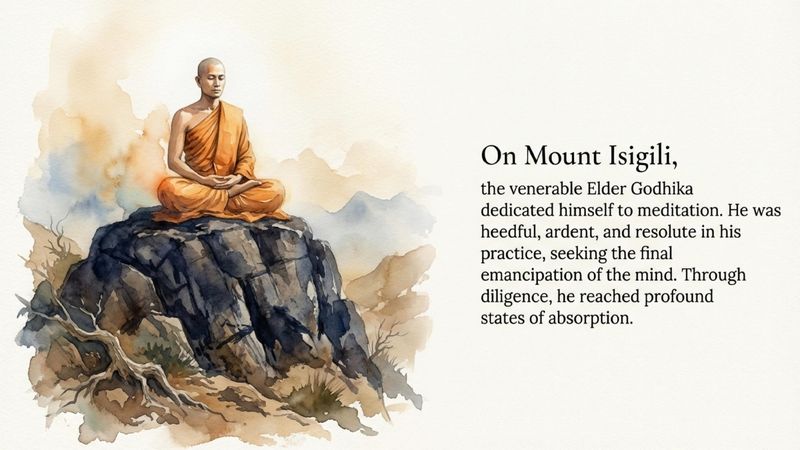 On Mount Isigili,
the venerable Elder Godhika
dedicated himself to meditation. He was
heedful, ardent, and resolute in his
practice, seeking the final
emancipation of the mind. Through
diligence, he reached profound
states of absorption.